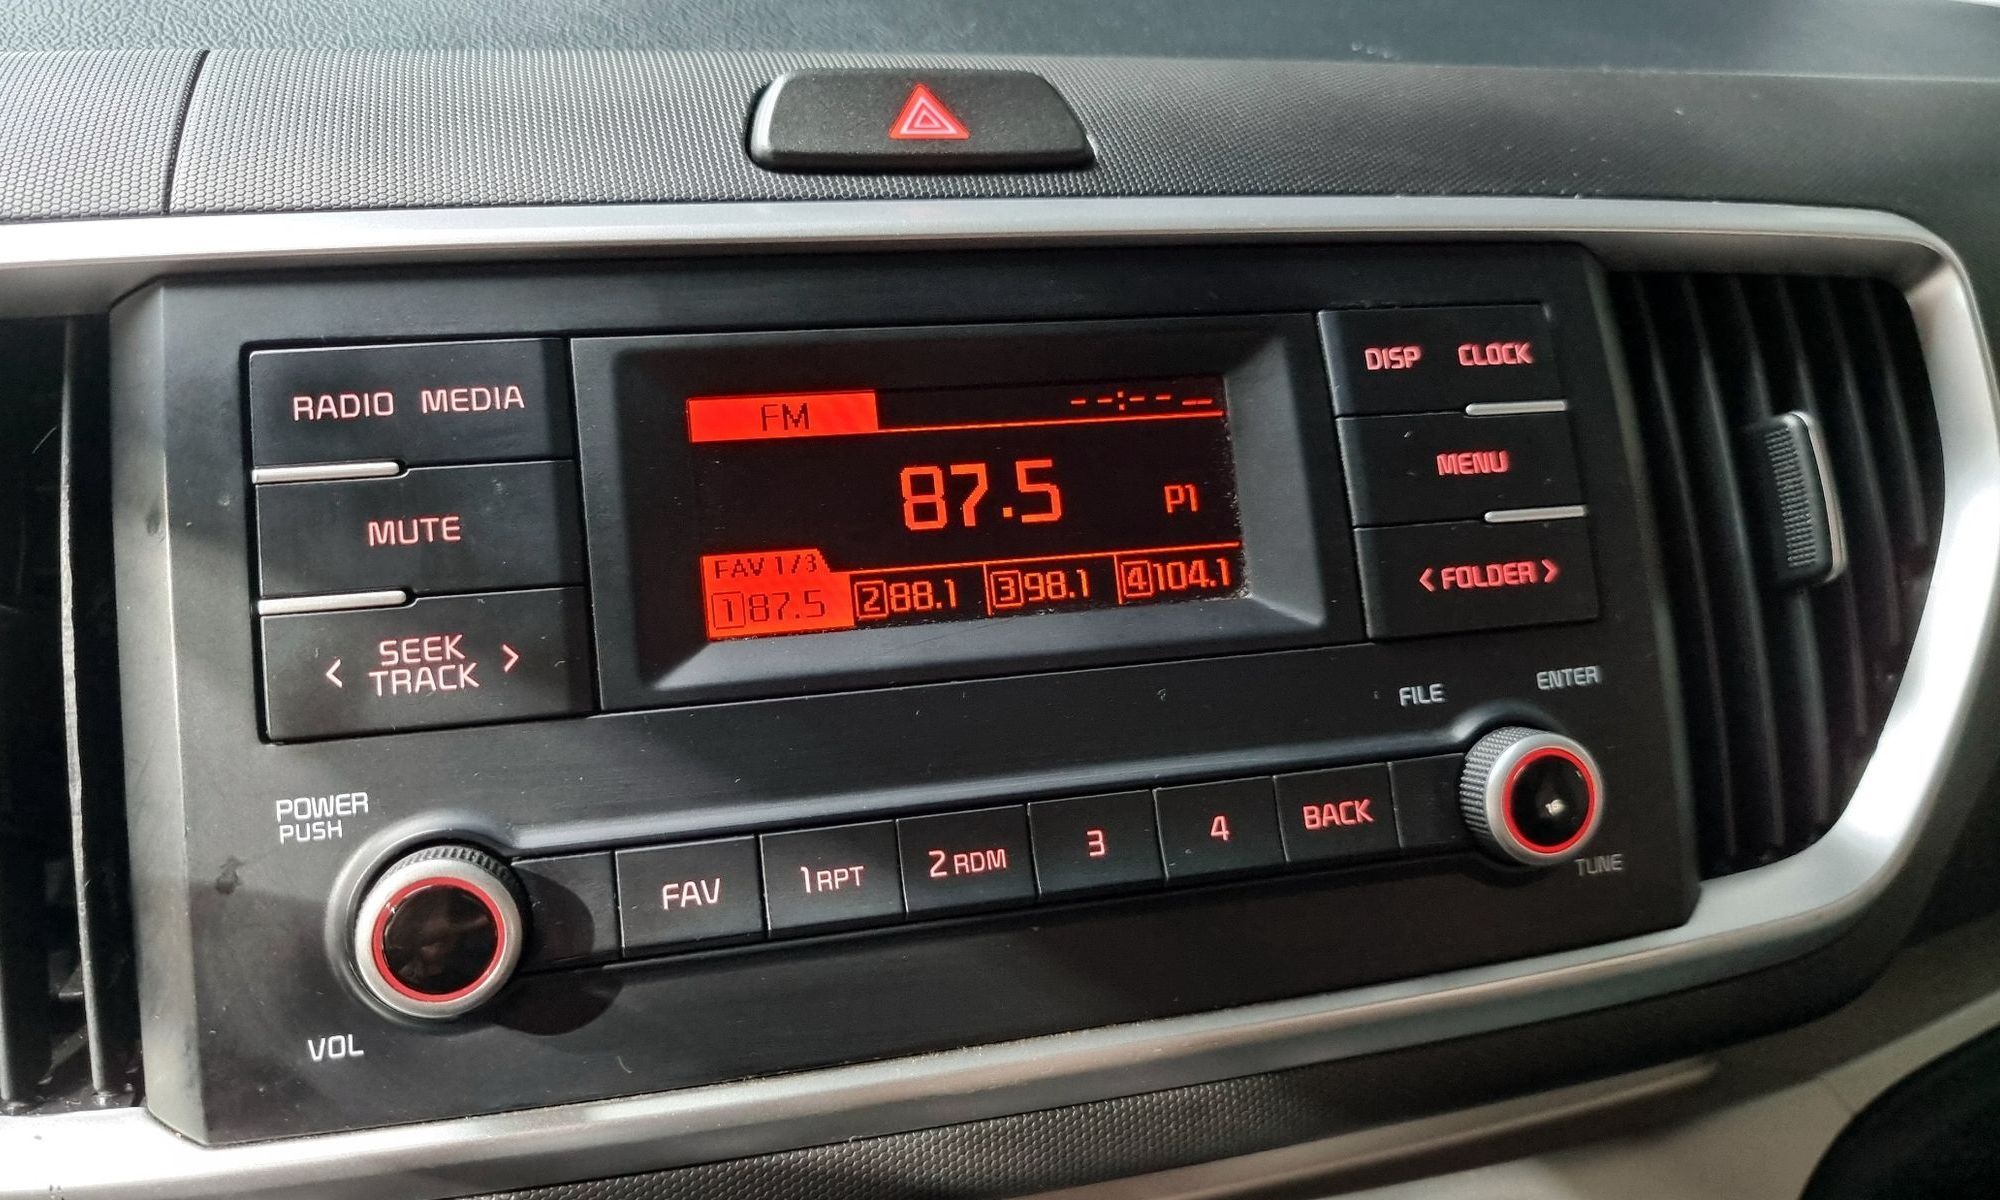 RADIO MEDIA
MUTE
< SEEK TRACK >
FM --:-- --
87.5 P1
FAV 1/3
1 87.5 2 88.1 3 98.1 4 104.1
DISP CLOCK
MENU
< FOLDER >
FILE ENTER
POWER
PUSH
VOL
FAV 1 RPT 2 RDM 3 4 BACK
TUNE